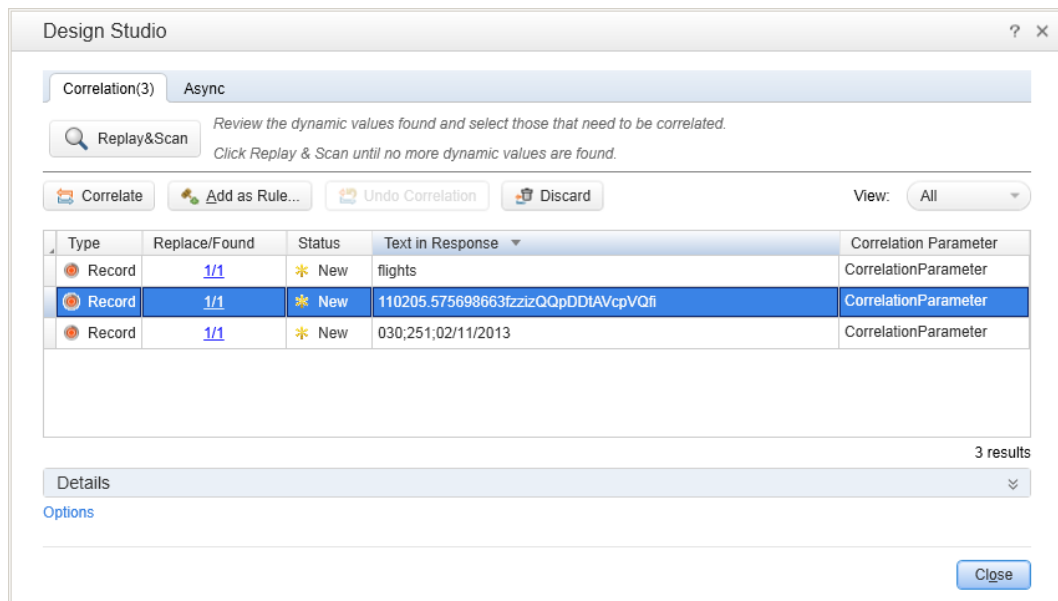 Design Studio ? ×
Correlation(3) Async
Replay&Scan
Review the dynamic values found and select those that need to be correlated.
Click Replay & Scan until no more dynamic values are found.
Correlate Add as Rule... Undo Correlation Discard View: All
Type Replace/Found Status Text in Response Correlation Parameter
Record 1/1 New flights CorrelationParameter
Record 1/1 New 110205.575698663fzzizQQpDDtAVcpVQfi CorrelationParameter
Record 1/1 New 030;251;02/11/2013 CorrelationParameter
3 results
Details
Options
Close